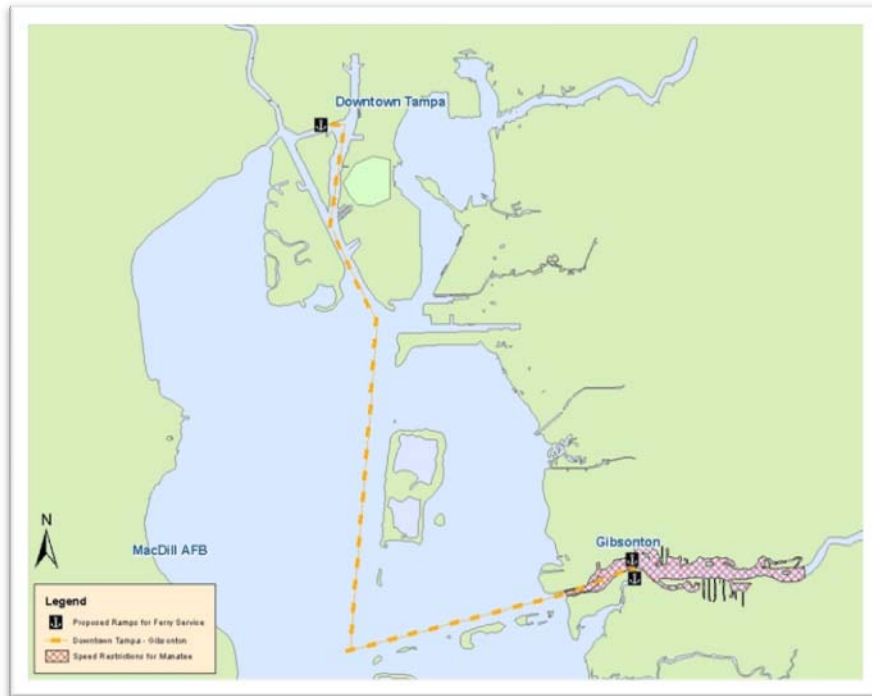 Downtown Tampa
Gibsonton
N
MacDill AFB
Legend
Proposed Ramps for Ferry Service
Downtown Tampa - Gibsonton
Speed Restrictions for Manatee